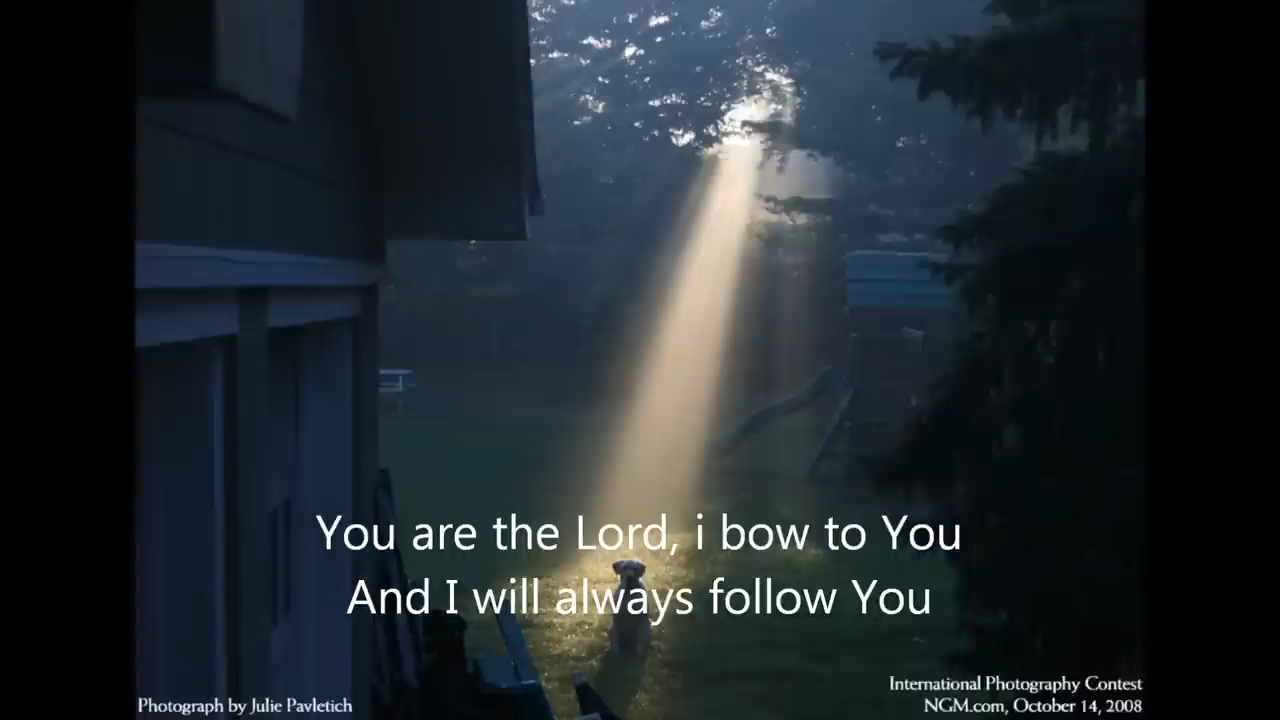 You are the Lord, i bow to You
And I will always follow You
International Photography Contest
Photograph by Julie Pavletich
NGM.com, October 14, 2008